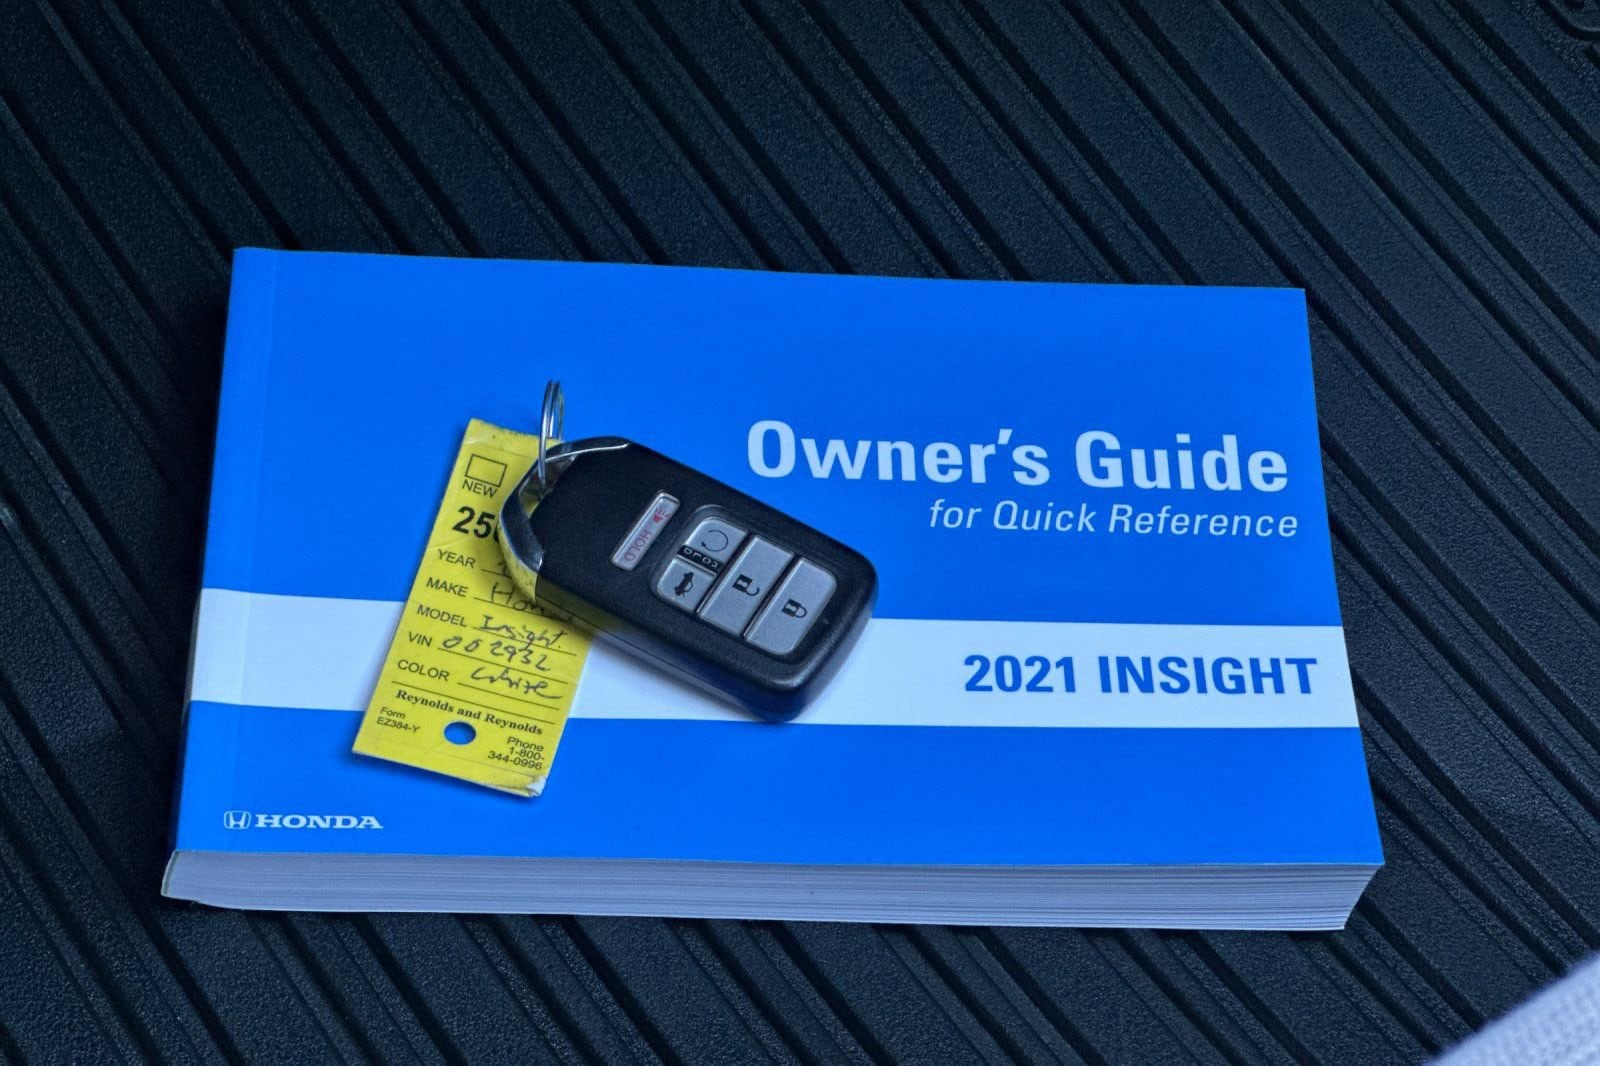 Owner's Guide
for Quick Reference
2021 INSIGHT
HONDA
NEW
YEAR
MAKE
MODEL Insight
VIN 002932
COLOR White
Reynolds and Reynolds
Form
EZ384-Y
Phone
1-800-
344-0996
HOLD